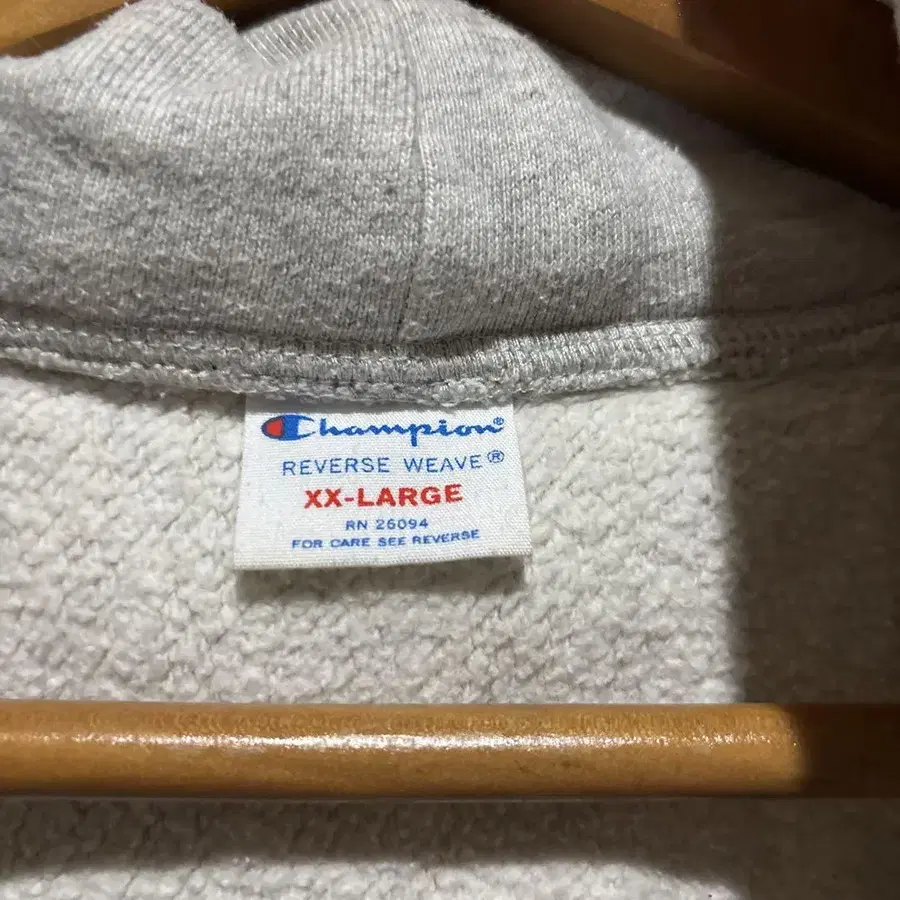 Champion®
REVERSE WEAVE®
XX-LARGE
RN 26094
FOR CARE SEE REVERSE